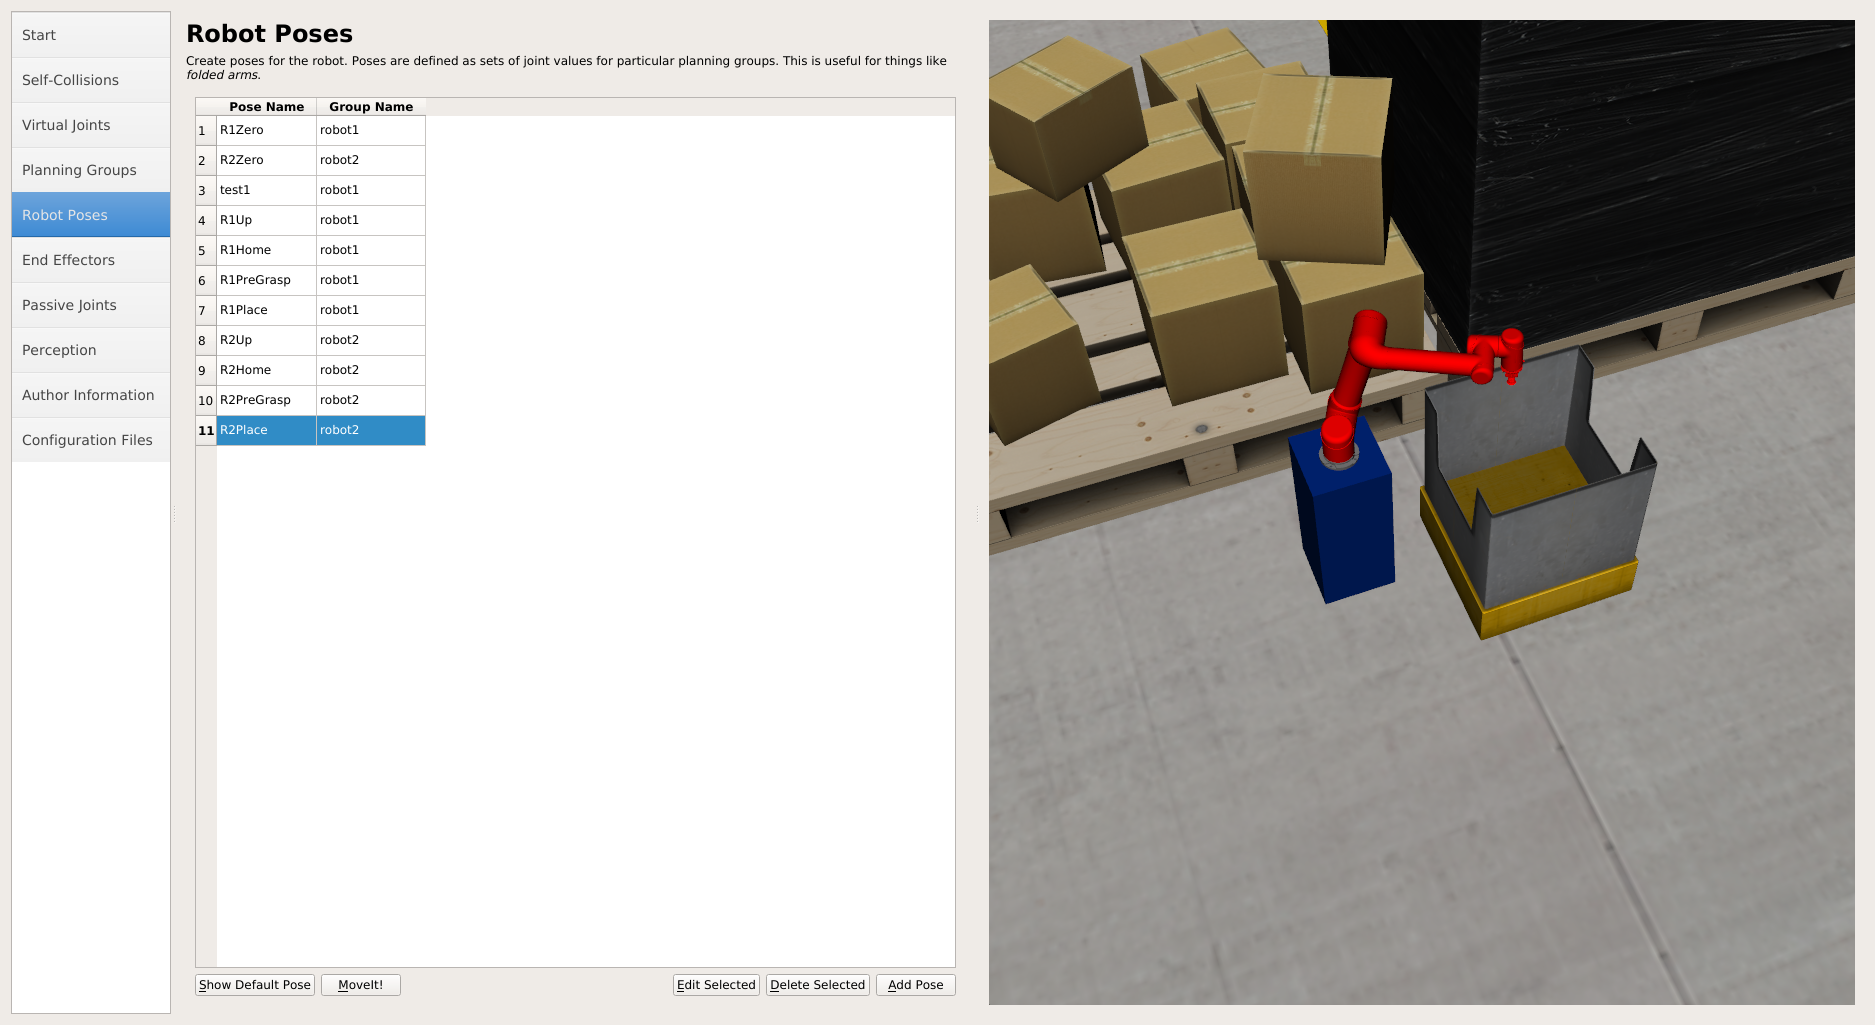 Start
Self-Collisions
Virtual Joints
Planning Groups
Robot Poses
End Effectors
Passive Joints
Perception
Author Information
Configuration Files
Robot Poses
Create poses for the robot. Poses are defined as sets of joint values for particular planning groups. This is useful for things like
folded arms.
Pose Name Group Name
1 R1Zero robot1
2 R2Zero robot2
3 test1 robot1
4 R1Up robot1
5 R1Home robot1
6 R1PreGrasp robot1
7 R1Place robot1
8 R2Up robot2
9 R2Home robot2
10 R2PreGrasp robot2
11 R2Place robot2
Show Default Pose MoveIt! Edit Selected Delete Selected Add Pose